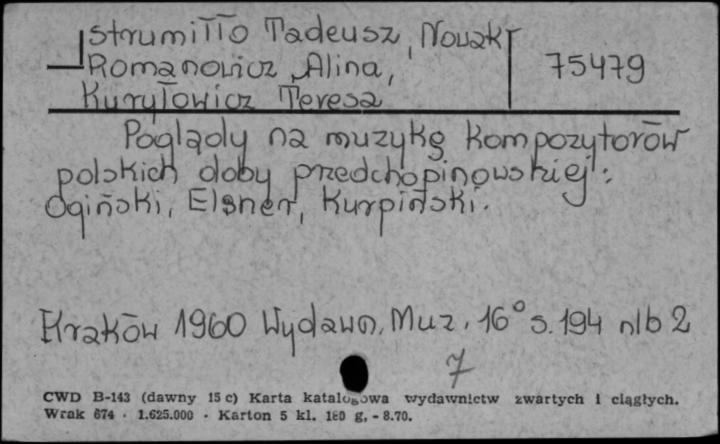 Strumiłło Tadeusz, Nowak
Romanowicz Alina, 75479
Kuryłowicz Teresa
Poglądy na muzykę kompozytorów
polskich doby przedchopinowskiej:
Ogiński, Elsner, Kurpiński.
Kraków 1960 Wydawn. Muz. 16° s. 194 nlb 2
7
CWD B-143 (dawny 15 c) Karta katalogowa wydawnictw zwartych i ciągłych.
Wrak 674 · 1.625.000 · Karton 5 kl. 180 g. - 8.70.